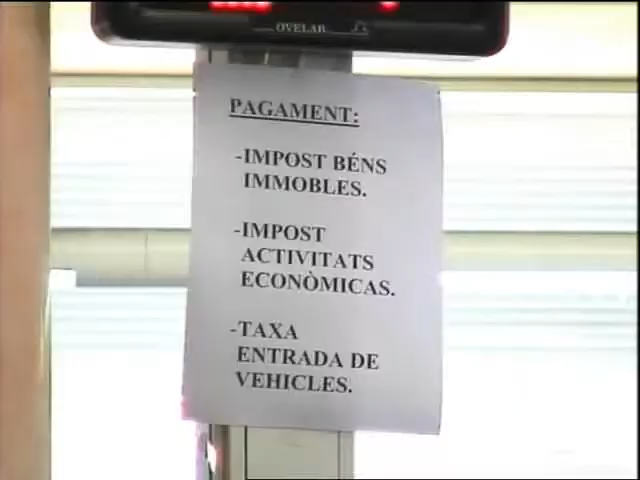 OVELAR
PAGAMENT:
-IMPOST BÉNS
IMMOBLES.
-IMPOST
ACTIVITATS
ECONÒMICAS.
-TAXA
ENTRADA DE
VEHICLES.